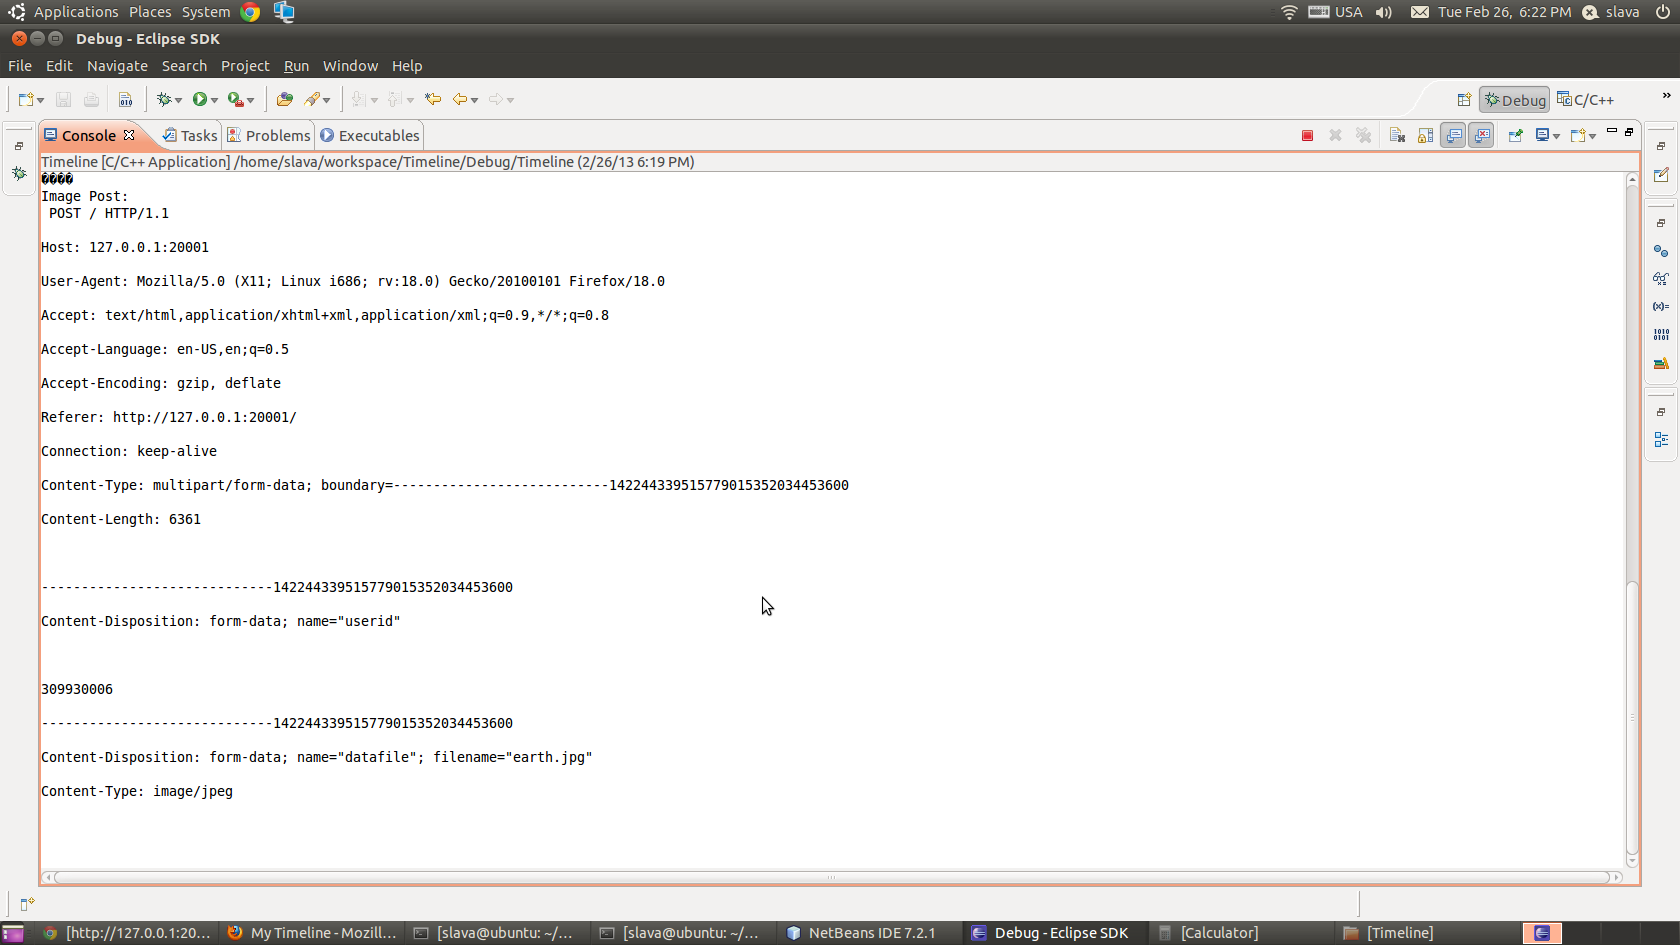 Applications Places System USA Tue Feb 26, 6:22 PM slava
Debug - Eclipse SDK
File Edit Navigate Search Project Run Window Help
Debug C/C++ »
Console Tasks Problems Executables
Timeline [C/C++ Application] /home/slava/workspace/Timeline/Debug/Timeline (2/26/13 6:19 PM)
����
Image Post:
POST / HTTP/1.1
Host: 127.0.0.1:20001
User-Agent: Mozilla/5.0 (X11; Linux i686; rv:18.0) Gecko/20100101 Firefox/18.0
Accept: text/html,application/xhtml+xml,application/xml;q=0.9,*/*;q=0.8
Accept-Language: en-US,en;q=0.5
Accept-Encoding: gzip, deflate
Referer: http://127.0.0.1:20001/
Connection: keep-alive
Content-Type: multipart/form-data; boundary=---------------------------142244339515779015352034453600
Content-Length: 6361
-----------------------------142244339515779015352034453600
Content-Disposition: form-data; name="userid"
309930006
-----------------------------142244339515779015352034453600
Content-Disposition: form-data; name="datafile"; filename="earth.jpg"
Content-Type: image/jpeg
[http://127.0.0.1:20... My Timeline - Mozill... [slava@ubuntu: ~/... [slava@ubuntu: ~/... NetBeans IDE 7.2.1 Debug - Eclipse SDK [Calculator] [Timeline]